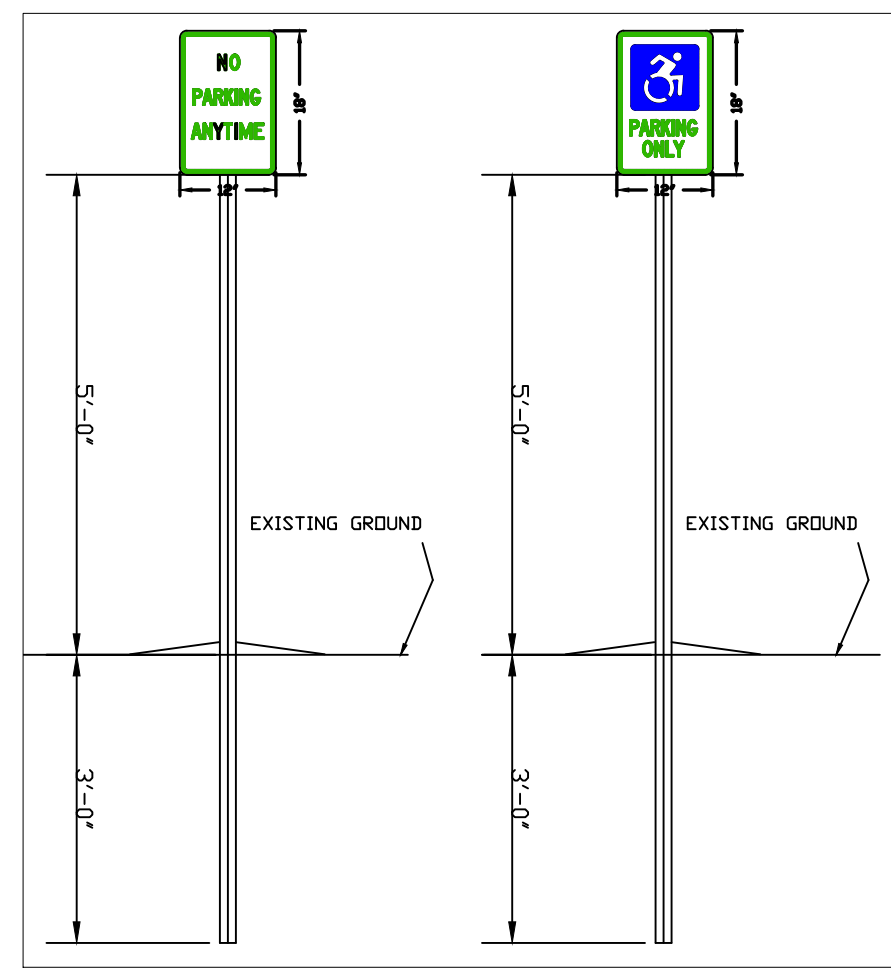 NO
PARKING
ANYTIME
18"
12"
5'-0"
EXISTING GROUND
3'-0"
PARKING
ONLY
18"
12"
5'-0"
EXISTING GROUND
3'-0"